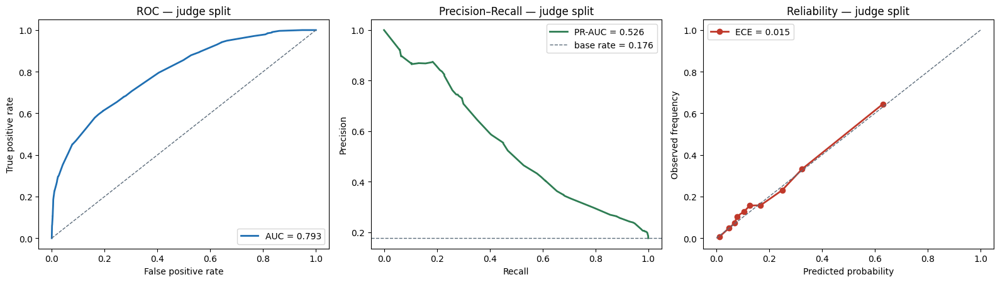 ROC — judge split
True positive rate
1.0
0.8
0.6
0.4
0.2
0.0
AUC = 0.793
0.0 0.2 0.4 0.6 0.8 1.0
False positive rate
Precision–Recall — judge split
Precision
1.0
0.8
0.6
0.4
0.2
PR-AUC = 0.526
base rate = 0.176
0.0 0.2 0.4 0.6 0.8 1.0
Recall
Reliability — judge split
Observed frequency
1.0
0.8
0.6
0.4
0.2
0.0
ECE = 0.015
0.0 0.2 0.4 0.6 0.8 1.0
Predicted probability